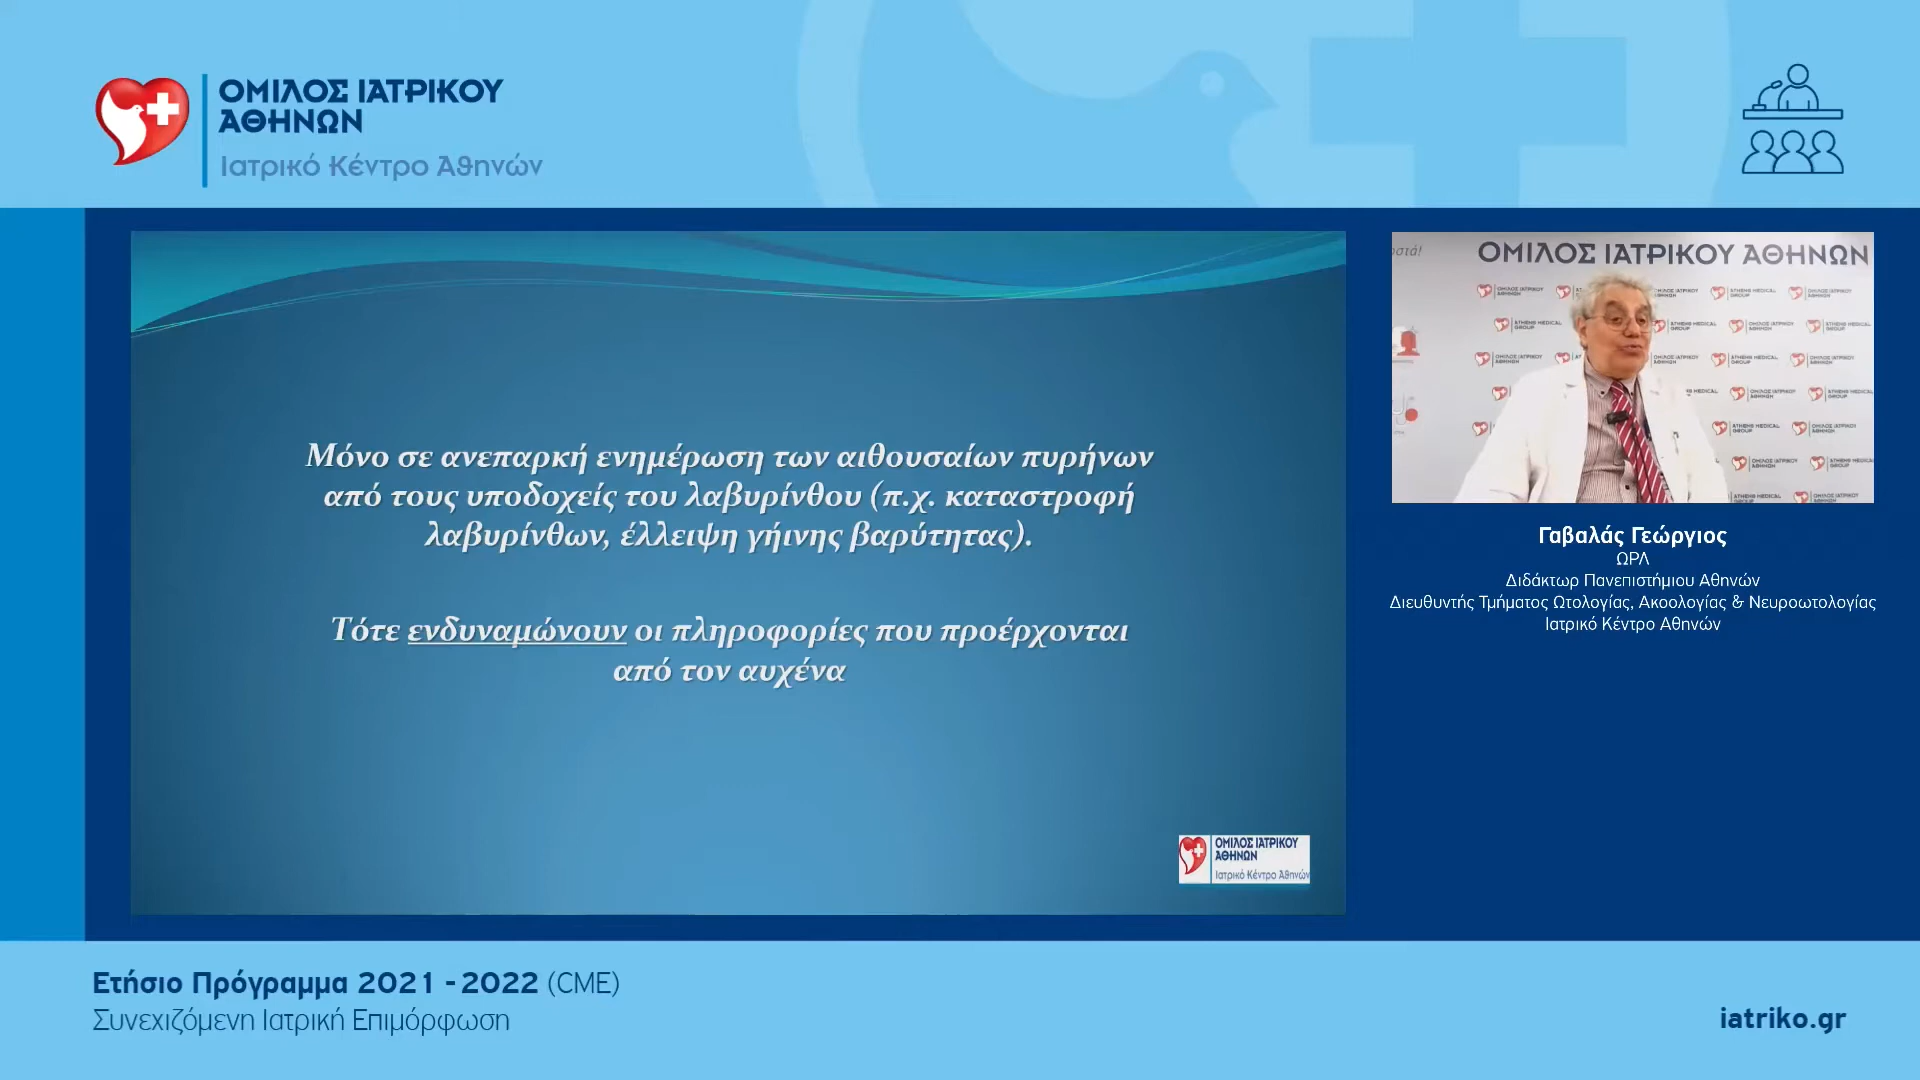 ΟΜΙΛΟΣ ΙΑΤΡΙΚΟΥ
ΑΘΗΝΩΝ
Ιατρικό Κέντρο Αθηνών
Μόνο σε ανεπαρκή ενημέρωση των αιθουσαίων πυρήνων
από τους υποδοχείς του λαβυρίνθου (π.χ. καταστροφή
λαβυρίνθων, έλλειψη γήινης βαρύτητας).
Τότε ενδυναμώνουν οι πληροφορίες που προέρχονται
από τον αυχένα
ΟΜΙΛΟΣ ΙΑΤΡΙΚΟΥ
ΑΘΗΝΩΝ
Ιατρικό Κέντρο Αθηνών
ΟΜΙΛΟΣ ΙΑΤΡΙΚΟΥ ΑΘΗΝΩΝ
Γαβαλάς Γεώργιος
ΩΡΛ
Διδάκτωρ Πανεπιστήμιου Αθηνών
Διευθυντής Τμήματος Ωτολογίας, Ακοολογίας & Νευροωτολογίας
Ιατρικό Κέντρο Αθηνών
Ετήσιο Πρόγραμμα 2021 - 2022 (CME)
Συνεχιζόμενη Ιατρική Επιμόρφωση
iatriko.gr